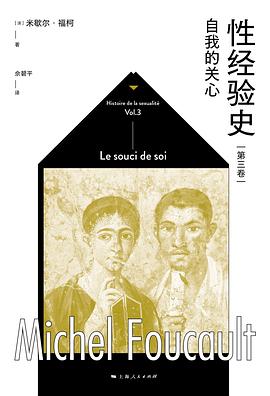 [法] 米歇尔·福柯
著
佘碧平
译
性经验史
自我的关心
第三卷
Histoire de la sexualité
Vol.3
Le souci de soi
Michel Foucault
上海人民出版社